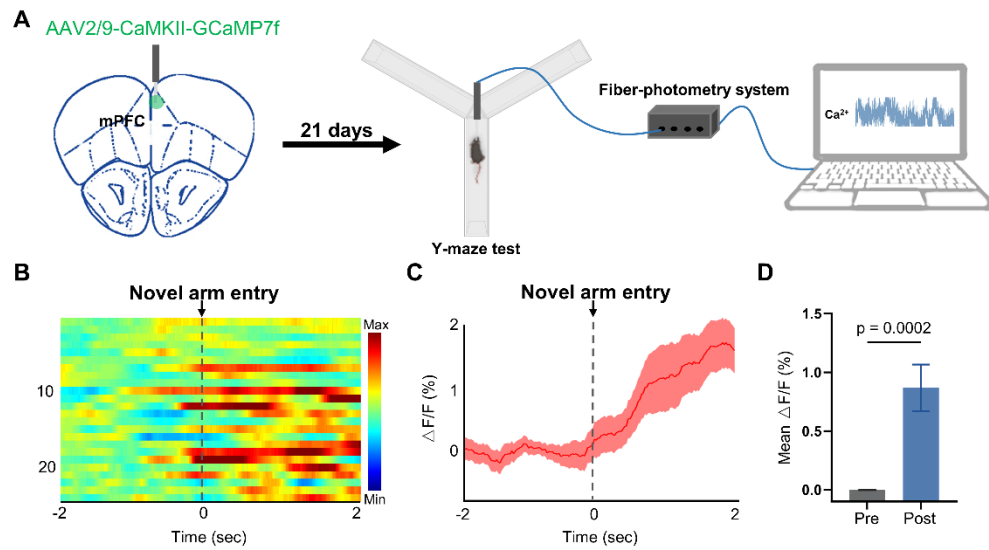 A
AAV2/9-CaMKII-GCaMP7f
mPFC
21 days
Y-maze test
Fiber-photometry system
Ca²⁺
B
Novel arm entry
Max
Min
10
20
-2
0
2
Time (sec)
C
Novel arm entry
2
1
0
△F/F (%)
-2
0
2
Time (sec)
D
p = 0.0002
1.5
1.0
0.5
0.0
Mean △F/F (%)
Pre
Post